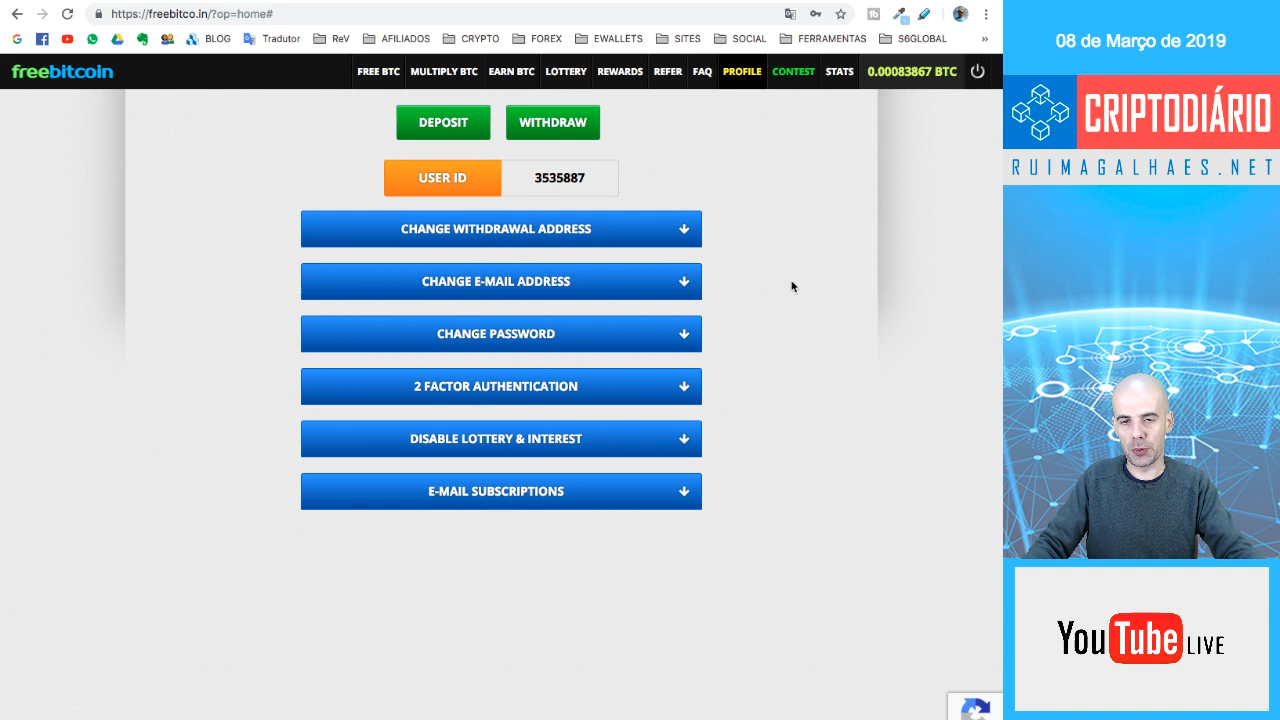 https://freebitco.in/?op=home#
BLOG Tradutor ReV AFILIADOS CRYPTO FOREX EWALLETS SITES SOCIAL FERRAMENTAS S6GLOBAL »
freebitcoin FREE BTC MULTIPLY BTC EARN BTC LOTTERY REWARDS REFER FAQ PROFILE CONTEST STATS 0.00083867 BTC
DEPOSIT WITHDRAW
USER ID 3535887
CHANGE WITHDRAWAL ADDRESS
CHANGE E-MAIL ADDRESS
CHANGE PASSWORD
2 FACTOR AUTHENTICATION
DISABLE LOTTERY & INTEREST
E-MAIL SUBSCRIPTIONS
08 de Março de 2019
CRIPTODIÁRIO
RUIMAGALHAES.NET
YouTube LIVE